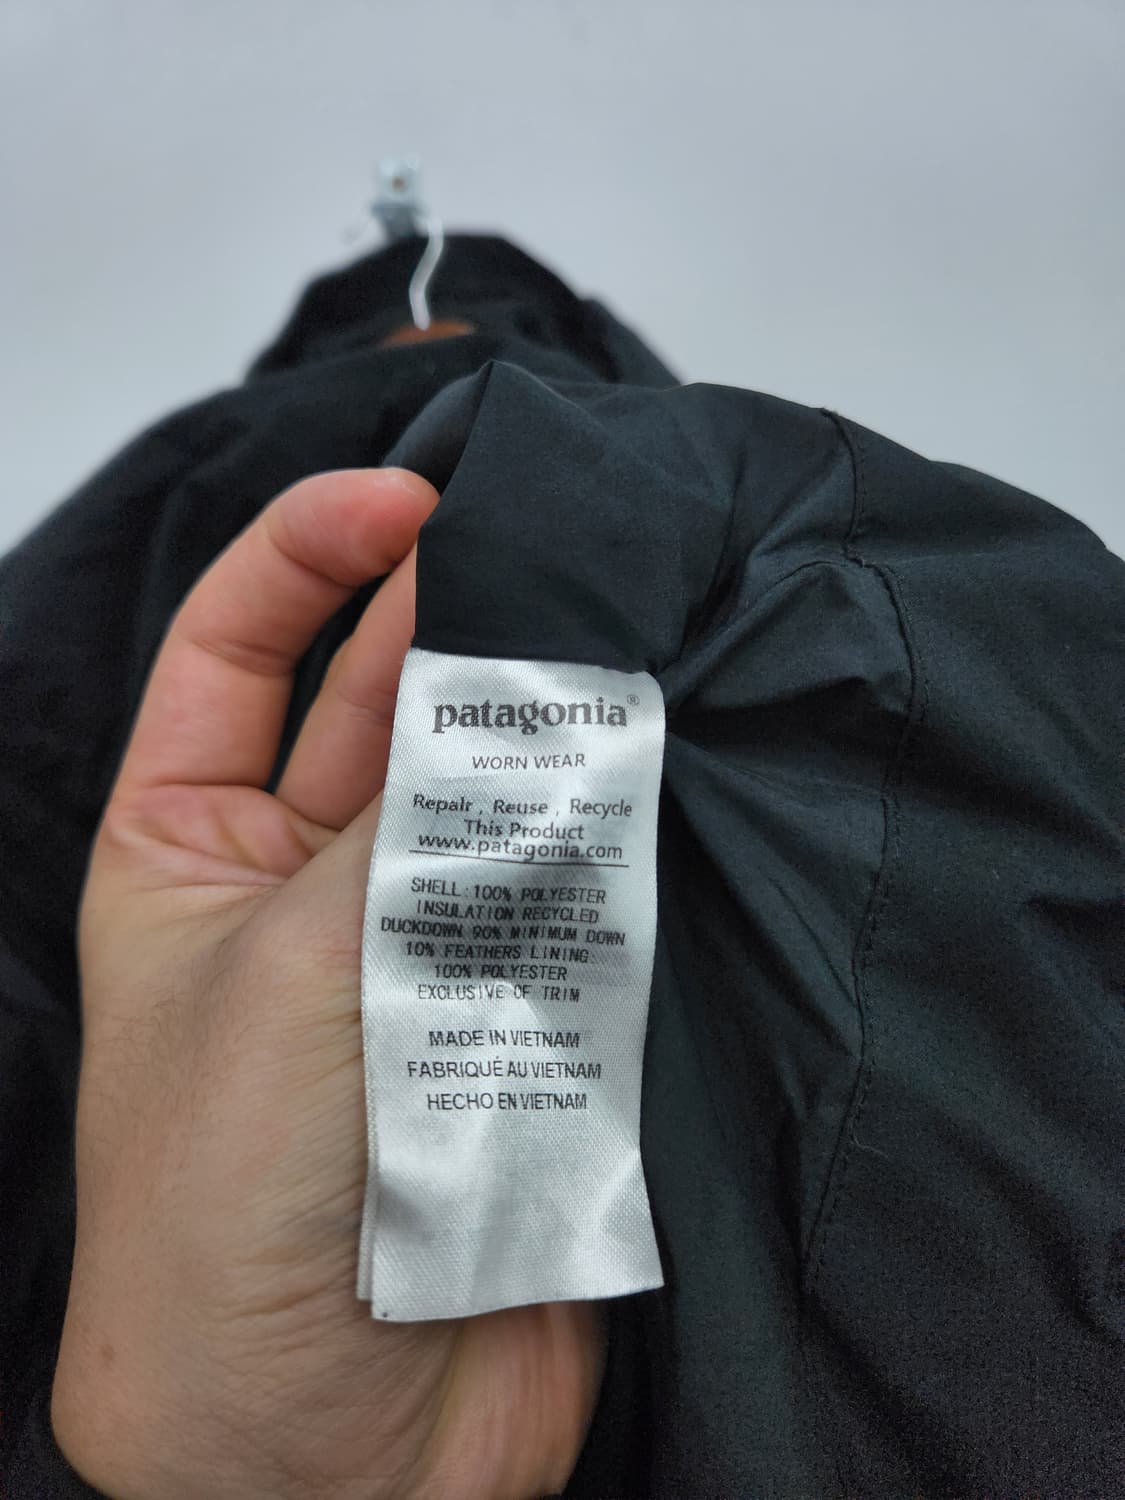 patagonia®
WORN WEAR
Repair , Reuse , Recycle
This Product
www.patagonia.com
SHELL:100% POLYESTER
INSULATION RECYCLED
DUCKDOWN 90% MINIMUM DOWN
10% FEATHERS LINING:
100% POLYESTER
EXCLUSIVE OF TRIM
MADE IN VIETNAM
FABRIQUÉ AU VIETNAM
HECHO EN VIETNAM